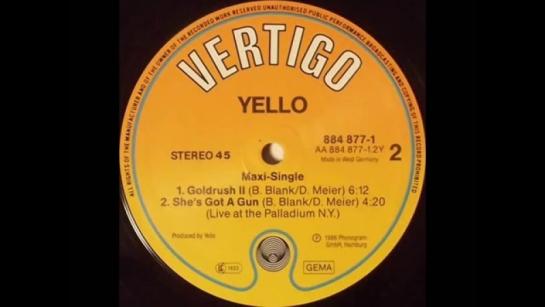 ALL RIGHTS OF THE MANUFACTURER AND OF THE OWNER OF THE RECORDED WORK RESERVED UNAUTHORISED PUBLIC PERFORMANCE BROADCASTING AND COPYING OF THIS RECORD PROHIBITED
VERTIGO
YELLO
884 877-1
AA 884 877-1.2Y
Made in West Germany
2
STEREO 45
Maxi-Single
1. Goldrush II (B. Blank/D. Meier) 6:12
2. She's Got A Gun (B. Blank/D. Meier) 4:20
(Live at the Palladium N.Y.)
Produced by Yello
℗ 1986 Phonogram
GmbH, Hamburg
GEMA